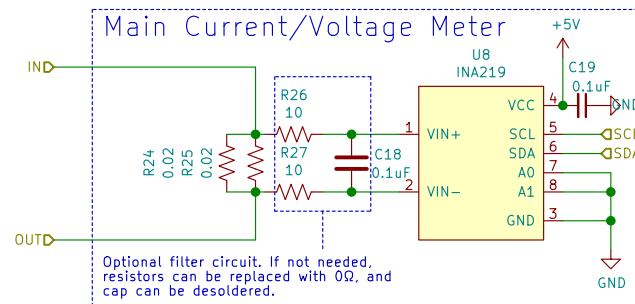 Main Current/Voltage Meter
+5V
U8
INA219
C19
0.1uF
IN
R26
10
VCC
4
GND
1
VIN+
SCL
5
SCL
R24
0.02
R25
0.02
R27
10
C18
0.1uF
SDA
6
SDA
A0
7
2
VIN-
A1
8
GND
3
OUT
GND
Optional filter circuit. If not needed,
resistors can be replaced with 0Ω, and
cap can be desoldered.